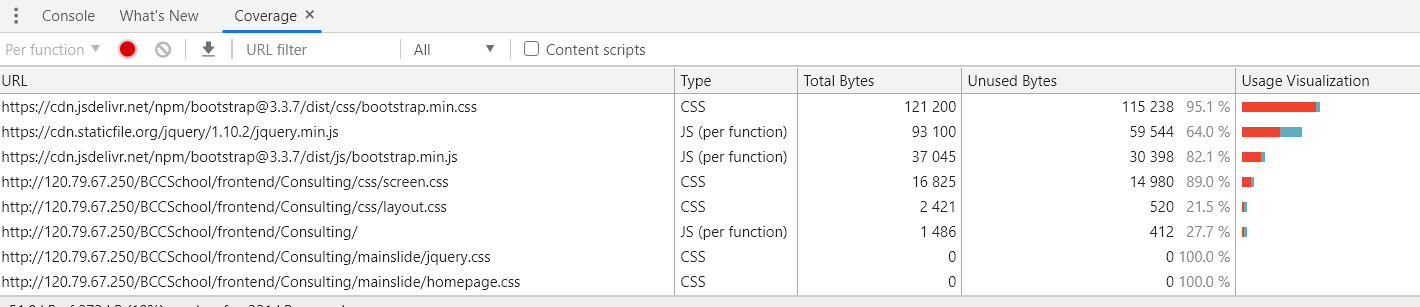 Console What's New Coverage ×
Per function URL filter All Content scripts
URL Type Total Bytes Unused Bytes Usage Visualization
https://cdn.jsdelivr.net/npm/bootstrap@3.3.7/dist/css/bootstrap.min.css CSS 121 200 115 238 95.1 %
https://cdn.staticfile.org/jquery/1.10.2/jquery.min.js JS (per function) 93 100 59 544 64.0 %
https://cdn.jsdelivr.net/npm/bootstrap@3.3.7/dist/js/bootstrap.min.js JS (per function) 37 045 30 398 82.1 %
http://120.79.67.250/BCCSchool/frontend/Consulting/css/screen.css CSS 16 825 14 980 89.0 %
http://120.79.67.250/BCCSchool/frontend/Consulting/css/layout.css CSS 2 421 520 21.5 %
http://120.79.67.250/BCCSchool/frontend/Consulting/ JS (per function) 1 486 412 27.7 %
http://120.79.67.250/BCCSchool/frontend/Consulting/mainslide/jquery.css CSS 0 0 100.0 %
http://120.79.67.250/BCCSchool/frontend/Consulting/mainslide/homepage.css CSS 0 0 100.0 %